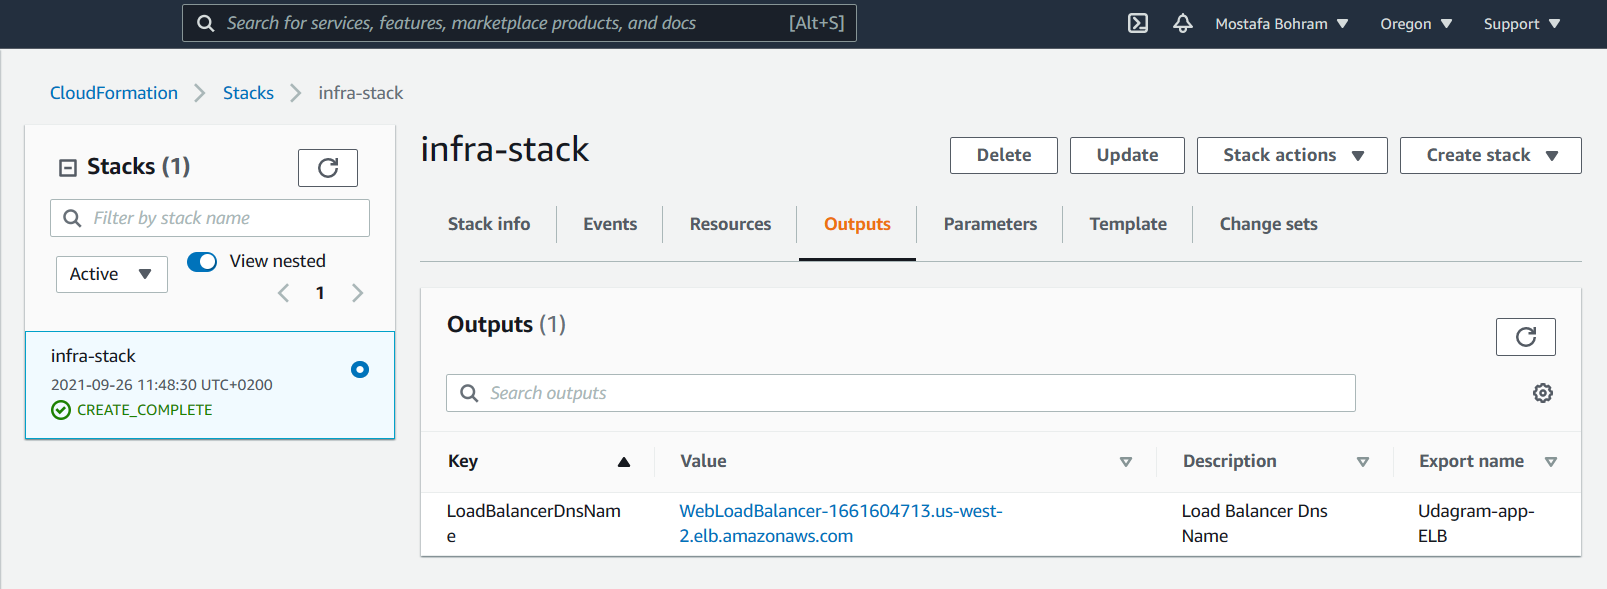 Search for services, features, marketplace products, and docs [Alt+S] Mostafa Bohram Oregon Support
CloudFormation Stacks infra-stack
Stacks (1)
Filter by stack name
Active View nested
1
infra-stack
2021-09-26 11:48:30 UTC+0200
CREATE_COMPLETE
infra-stack
Delete Update Stack actions Create stack
Stack info Events Resources Outputs Parameters Template Change sets
Outputs (1)
Search outputs
Key Value Description Export name
LoadBalancerDnsNam WebLoadBalancer-1661604713.us-west- Load Balancer Dns Udagram-app-
e 2.elb.amazonaws.com Name ELB